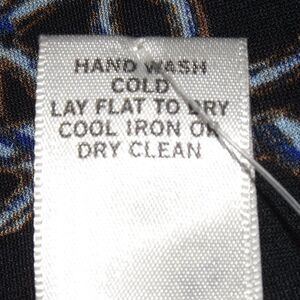 HAND WASH
COLD
LAY FLAT TO DRY
COOL IRON OR
DRY CLEAN